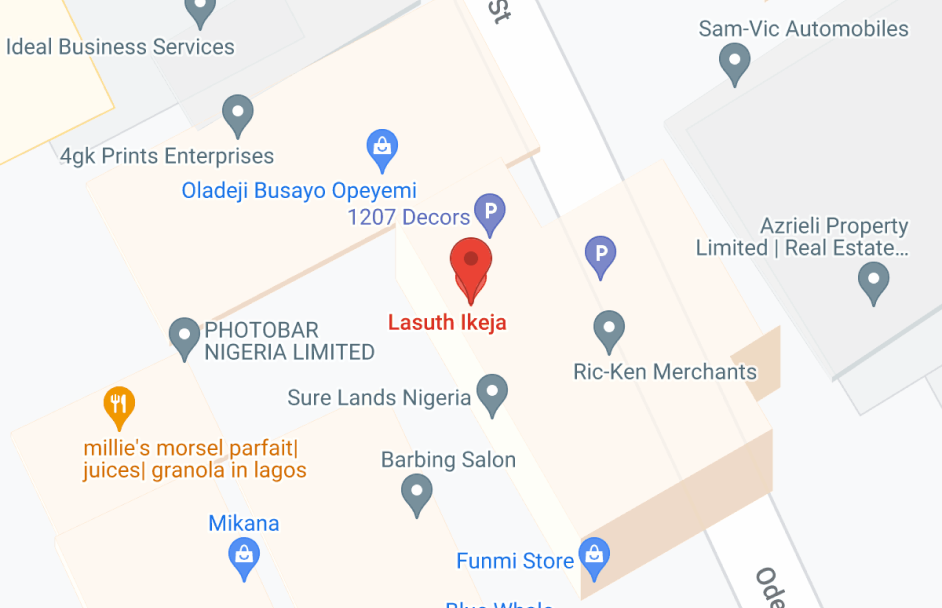 St
Ideal Business Services
Sam-Vic Automobiles
4gk Prints Enterprises
Oladeji Busayo Opeyemi
1207 Decors
P
P
Azrieli Property
Limited | Real Estate...
Lasuth Ikeja
PHOTOBAR
NIGERIA LIMITED
Ric-Ken Merchants
Sure Lands Nigeria
millie's morsel parfait|
juices| granola in lagos
Barbing Salon
Mikana
Funmi Store
Ode